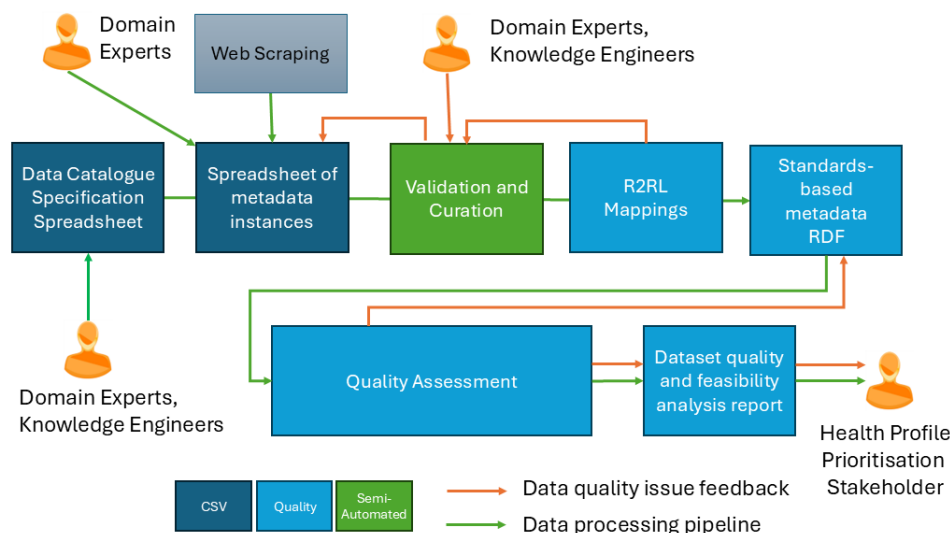 Domain
Experts
Web Scraping
Domain Experts,
Knowledge Engineers
Data Catalogue
Specification
Spreadsheet
Spreadsheet of
metadata
instances
Validation and
Curation
R2RL
Mappings
Standards-
based
metadata
RDF
Quality Assessment
Dataset quality
and feasibility
analysis report
Domain Experts,
Knowledge Engineers
Health Profile
Prioritisation
Stakeholder
CSV
Quality
Semi-
Automated
Data quality issue feedback
Data processing pipeline